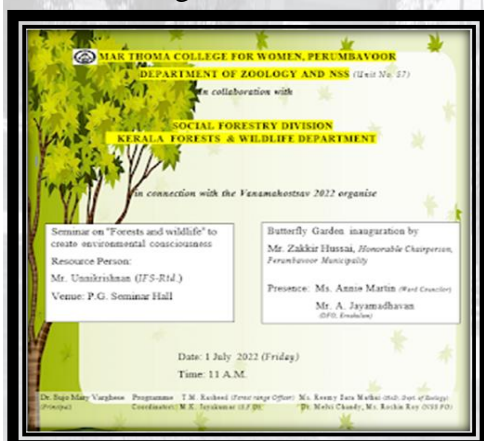 MAR THOMA COLLEGE FOR WOMEN, PERUMBAVOOR
DEPARTMENT OF ZOOLOGY AND NSS (Unit No. 57)
In collaboration with
SOCIAL FORESTRY DIVISION
KERALA FORESTS & WILDLIFE DEPARTMENT
in connection with the Vanamahostsav 2022 organise
Seminar on "Forests and wildlife" to
create environmental consciousness
Resource Person:
Mr. Unnikrishnan (IFS-Rtd.)
Venue: P.G. Seminar Hall
Butterfly Garden inauguration by
Mr. Zakkir Hussai, Honorable Chairperson,
Perumbavoor Municipality
Presence: Ms. Annie Martin (Ward Councilor)
Mr. A. Jayamadhavan
(DFO, Ernakulam)
Date: 1 July 2022 (Friday)
Time: 11 A.M.
Dr. Sujo Mary Varghese
(Principal)
Programme
Coordinators:
T.M. Rasheed (Forest range Officer)
M.K. Jayakumar
Ms. Reemy Sara Mathai (HoD, Dept. of Zoology)
Dr. Melvi Chandy, Ms. Rochin Roy (NSS PO)